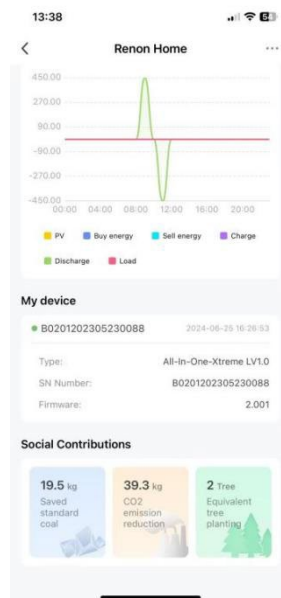 13:38
54
Renon Home
450.00
270.00
90.00
-90.00
-270.00
-450.00
00:00 04:00 08:00 12:00 16:00 20:00
PV Buy energy Sell energy Charge
Discharge Load
My device
B0201202305230088 2024-06-25 16:26:53
Type: All-In-One-Xtreme LV1.0
SN Number: B0201202305230088
Firmware: 2.001
Social Contributions
19.5 kg 39.3 kg 2 Tree
Saved CO2 Equivalent
standard emission tree
coal reduction planting